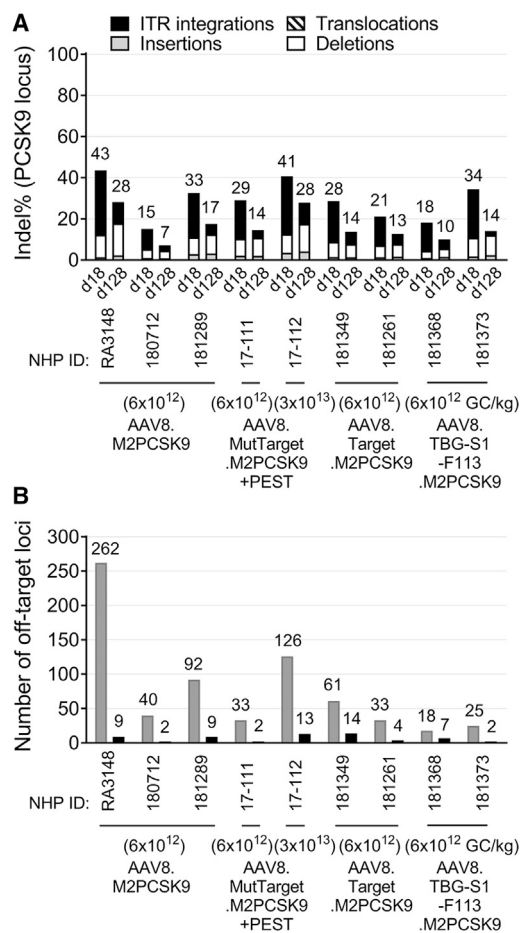 A
ITR integrations Translocations
Insertions Deletions
Indel% (PCSK9 locus)
100
80
60
40
20
0
43 28 15 7 33 17 29 14 41 28 28 14 21 13 18 10 34 14
d18 d128 d18 d128 d18 d128 d18 d128 d18 d128 d18 d128 d18 d128 d18 d128 d18 d128
NHP ID: RA3148 180712 181289 17-111 17-112 181349 181261 181368 181373
(6x10¹²) (6x10¹²)(3x10¹³) (6x10¹²) (6x10¹² GC/kg)
AAV8. AAV8. AAV8. AAV8.
M2PCSK9 MutTarget Target TBG-S1
.M2PCSK9 .M2PCSK9 -F113
+PEST .M2PCSK9
B
Number of off-target loci
300
250
200
150
100
50
0
262 9 40 2 92 9 33 2 126 13 61 14 33 4 18 7 25 2
NHP ID: RA3148 180712 181289 17-111 17-112 181349 181261 181368 181373
(6x10¹²) (6x10¹²)(3x10¹³) (6x10¹²) (6x10¹² GC/kg)
AAV8. AAV8. AAV8. AAV8.
M2PCSK9 MutTarget Target TBG-S1
.M2PCSK9 .M2PCSK9 -F113
+PEST .M2PCSK9